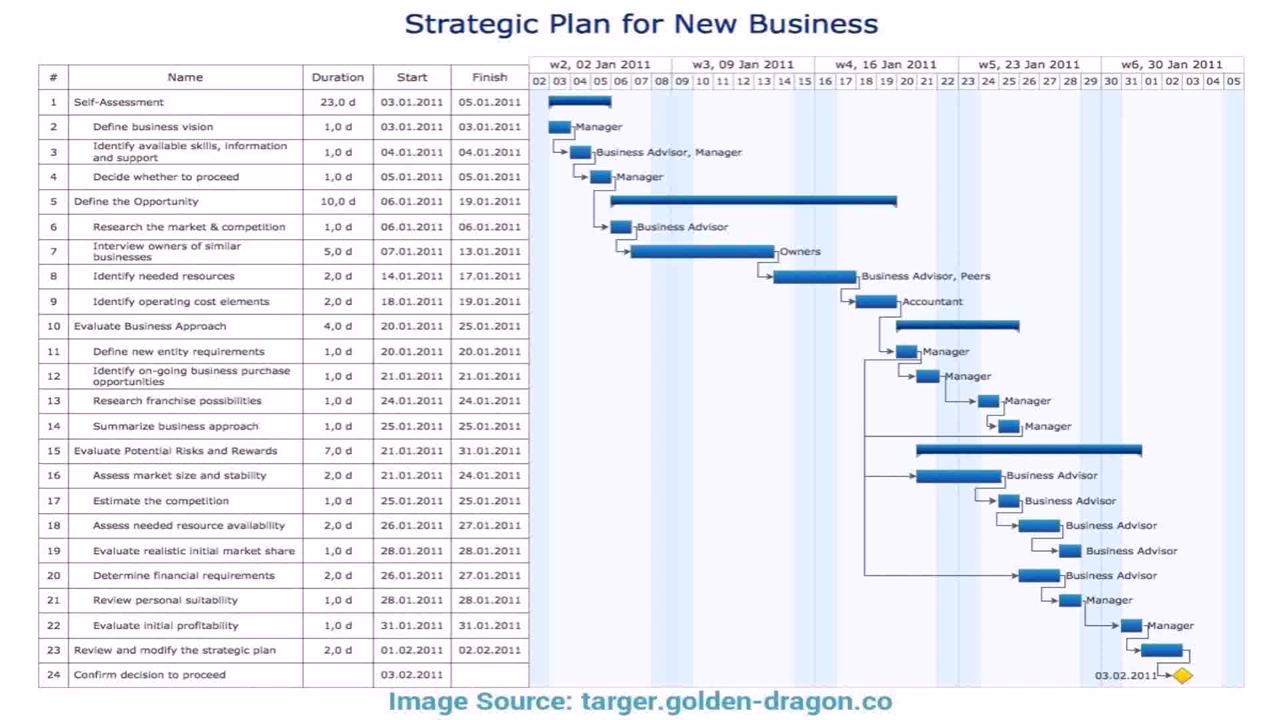 Strategic Plan for New Business
w2, 02 Jan 2011 w3, 09 Jan 2011 w4, 16 Jan 2011 w5, 23 Jan 2011 w6, 30 Jan 2011
# Name Duration Start Finish 02 03 04 05 06 07 08 09 10 11 12 13 14 15 16 17 18 19 20 21 22 23 24 25 26 27 28 29 30 31 01 02 03 04 05
1 Self-Assessment 23,0 d 03.01.2011 05.01.2011
2 Define business vision 1,0 d 03.01.2011 03.01.2011 Manager
3 Identify available skills, information
and support 1,0 d 04.01.2011 04.01.2011 Business Advisor, Manager
4 Decide whether to proceed 1,0 d 05.01.2011 05.01.2011 Manager
5 Define the Opportunity 10,0 d 06.01.2011 19.01.2011
6 Research the market & competition 1,0 d 06.01.2011 06.01.2011 Business Advisor
7 Interview owners of similar
businesses 5,0 d 07.01.2011 13.01.2011 Owners
8 Identify needed resources 2,0 d 14.01.2011 17.01.2011 Business Advisor, Peers
9 Identify operating cost elements 2,0 d 18.01.2011 19.01.2011 Accountant
10 Evaluate Business Approach 4,0 d 20.01.2011 25.01.2011
11 Define new entity requirements 1,0 d 20.01.2011 20.01.2011 Manager
12 Identify on-going business purchase
opportunities 1,0 d 21.01.2011 21.01.2011 Manager
13 Research franchise possibilities 1,0 d 24.01.2011 24.01.2011 Manager
14 Summarize business approach 1,0 d 25.01.2011 25.01.2011 Manager
15 Evaluate Potential Risks and Rewards 7,0 d 21.01.2011 31.01.2011
16 Assess market size and stability 2,0 d 21.01.2011 24.01.2011 Business Advisor
17 Estimate the competition 1,0 d 25.01.2011 25.01.2011 Business Advisor
18 Assess needed resource availability 2,0 d 26.01.2011 27.01.2011 Business Advisor
19 Evaluate realistic initial market share 1,0 d 28.01.2011 28.01.2011 Business Advisor
20 Determine financial requirements 2,0 d 26.01.2011 27.01.2011 Business Advisor
21 Review personal suitability 1,0 d 28.01.2011 28.01.2011 Manager
22 Evaluate initial profitability 1,0 d 31.01.2011 31.01.2011 Manager
23 Review and modify the strategic plan 2,0 d 01.02.2011 02.02.2011
24 Confirm decision to proceed 03.02.2011 03.02.2011
Image Source: targer.golden-dragon.co